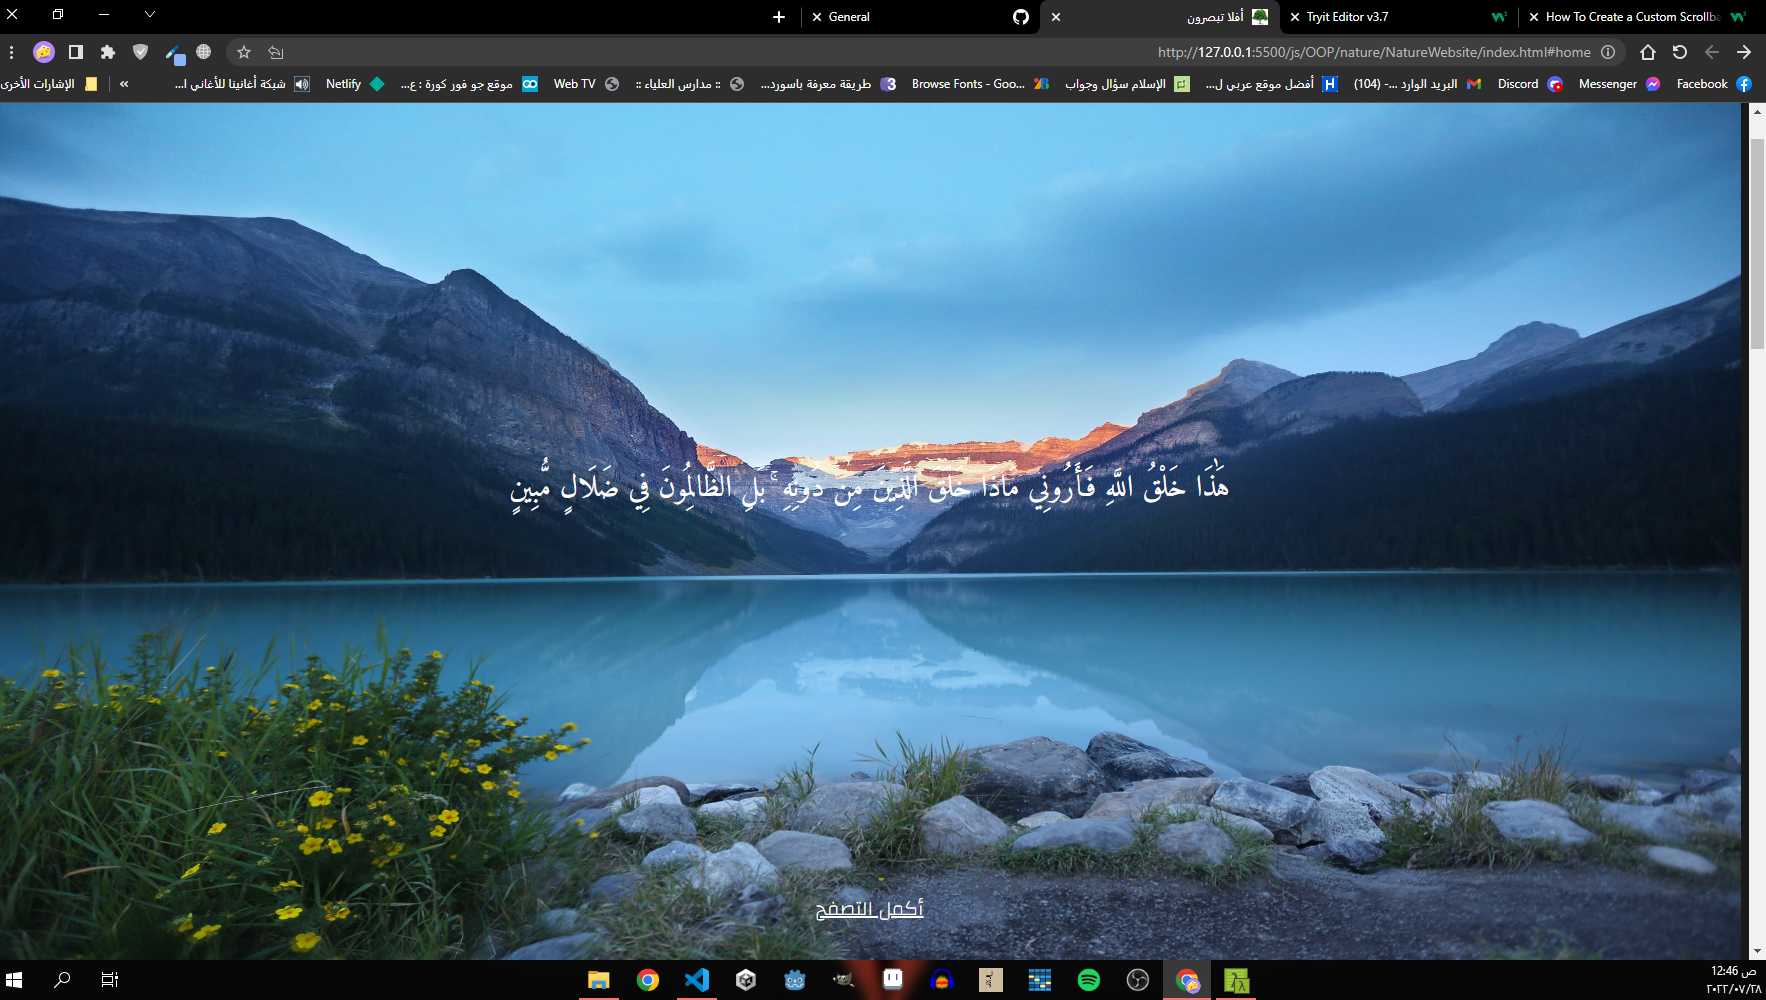 General
أفلا تبصرون
Tryit Editor v3.7
How To Create a Custom Scrollba
http://127.0.0.1:5500/js/OOP/nature/NatureWebsite/index.html#home
Facebook
Messenger
Discord
البريد الوارد ...- (104)
أفضل موقع عربي ل...
الإسلام سؤال وجواب
Browse Fonts - Goo...
طريقة معرفة باسورد...
:: مدارس العلياء ::
Web TV
موقع جو فور كورة : ع...
Netlify
شبكة أغانينا للأغاني ا...
»
الإشارات الأخرى
هَٰذَا خَلْقُ اللَّهِ فَأَرُونِي مَاذَا خَلَقَ الَّذِينَ مِن دُونِهِ ۚ بَلِ الظَّالِمُونَ فِي ضَلَالٍ مُّبِينٍ
أكمل التصفح
12:46 ص
٢٠٢٢/٠٧/٢٨